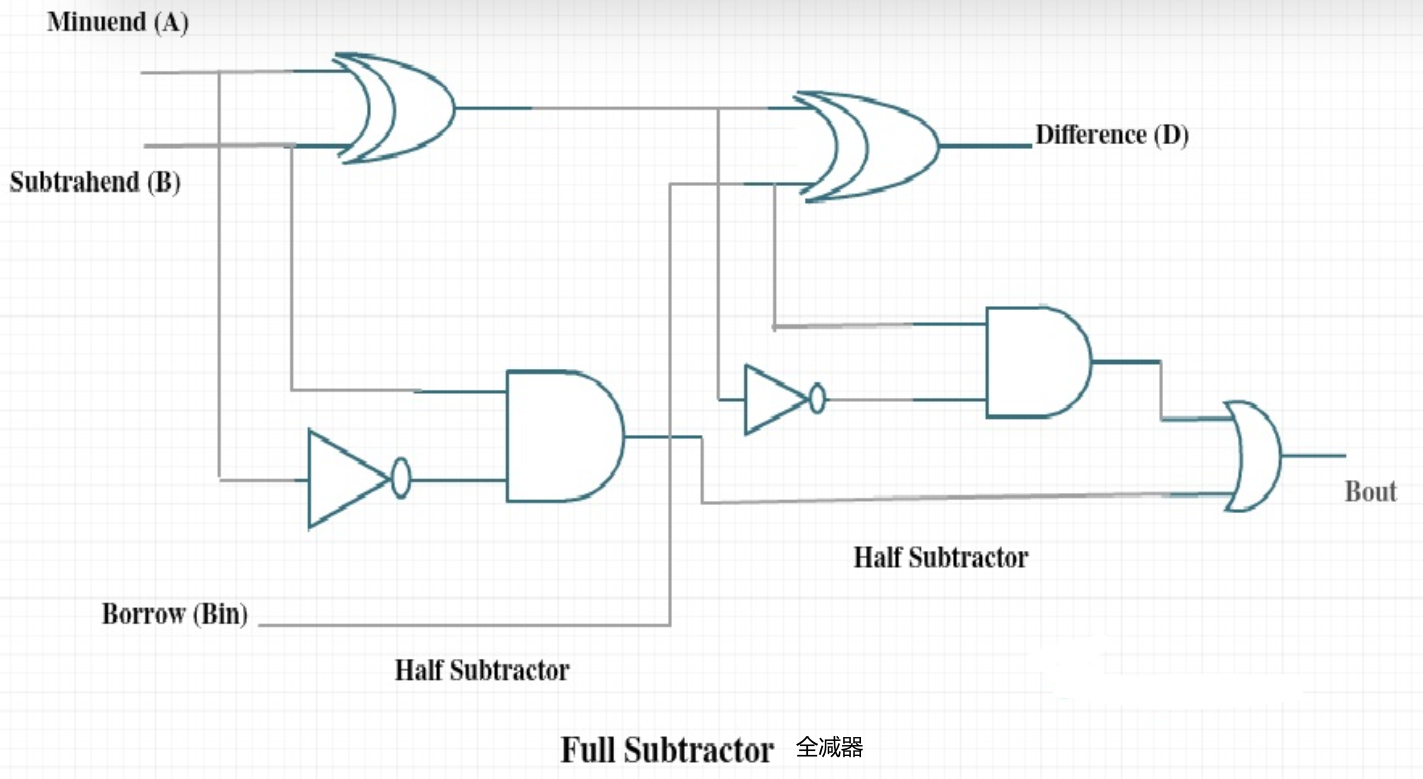 Minuend (A)
Difference (D)
Subtrahend (B)
Bout
Half Subtractor
Borrow (Bin)
Half Subtractor
Full Subtractor 全减器